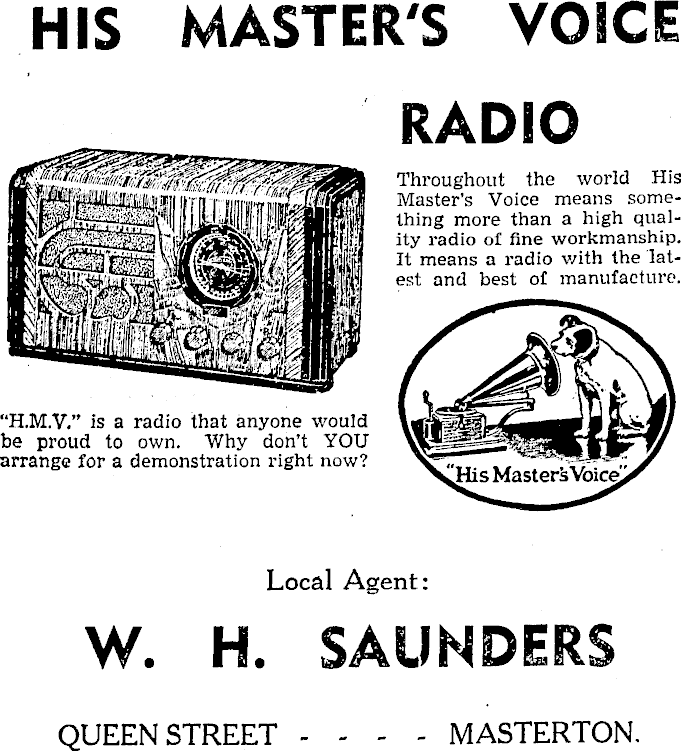 HIS MASTER'S VOICE
RADIO
Throughout the world His
Master's Voice means some-
thing more than a high qual-
ity radio of fine workmanship.
It means a radio with the lat-
est and best of manufacture.
"His Master's Voice"
"H.M.V." is a radio that anyone would
be proud to own. Why don't YOU
arrange for a demonstration right now?
Local Agent:
W. H. SAUNDERS
QUEEN STREET - - - - MASTERTON.